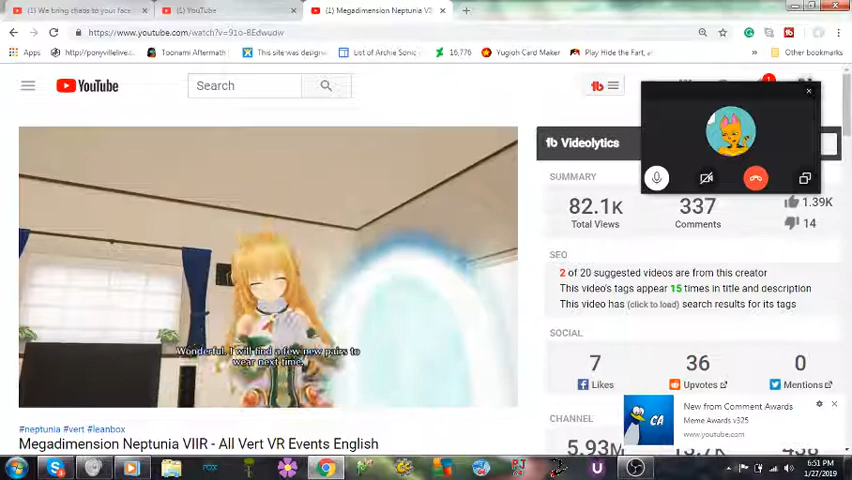 (1) We bring chaos to your face
(1) YouTube
Megadimension Neptunia VII
https://www.youtube.com/watch?v=91o-8Edwudw
Apps
http://ponyvillelive.
Toonami Aftermath
This site was design
List of Archie Sonic
16,776
Yugioh Card Maker
Play Hide the Fart, a
Other bookmarks
YouTube
Search
Videolytics
SUMMARY
82.1K
337
1.39K
14
Total Views
Comments
SEO
2 of 20 suggested videos are from this creator
This video's tags appear 15 times in title and description
This video has (click to load) search results for its tags
SOCIAL
7
36
0
Likes
Upvotes
Mentions
CHANNEL
5.93M
Wonderful. I will find a few new pairs to
wear next time.
CA
New from Comment Awards
Meme Awards v325
www.youtube.com
#neptunia #vert #leanbox
Megadimension Neptunia VIIR - All Vert VR Events English
6:51 PM
1/27/2019